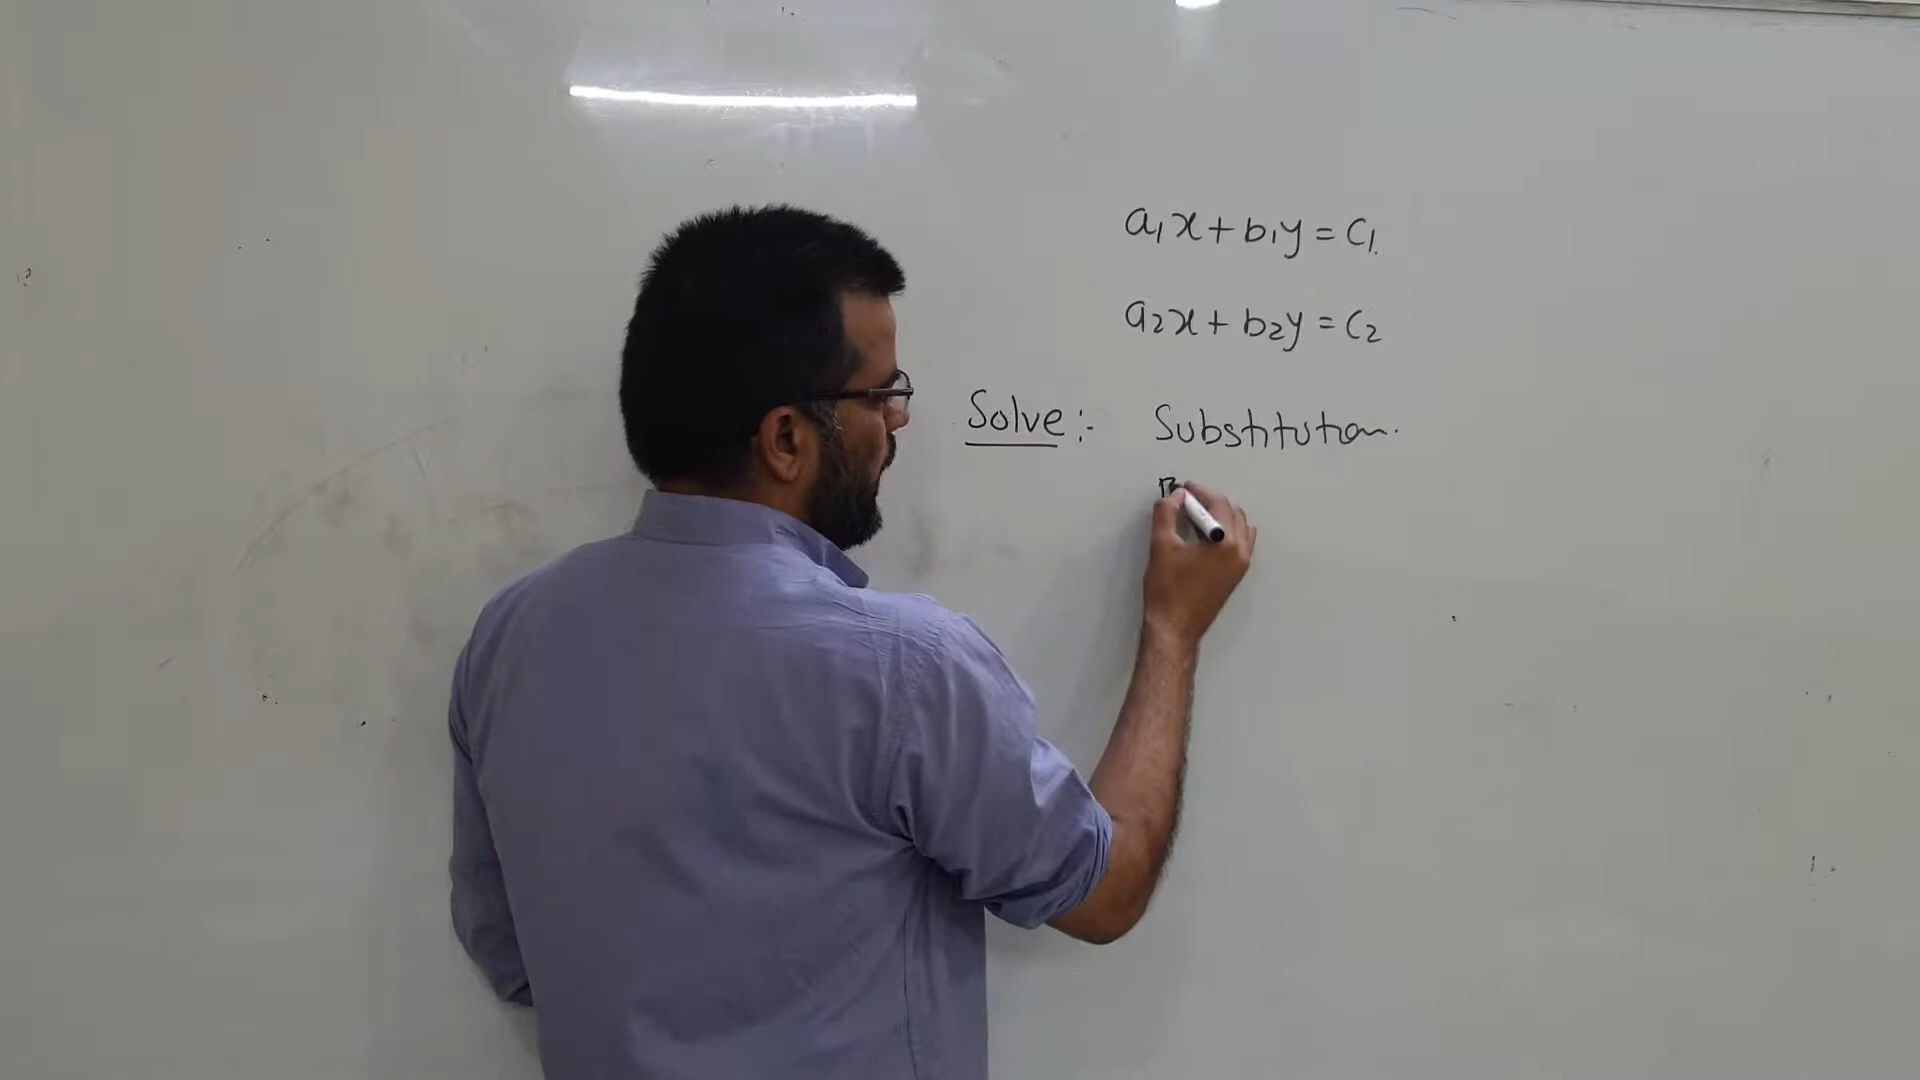 a₁x + b₁y = c₁.
a₂x + b₂y = c₂
Solve :- Substitution.